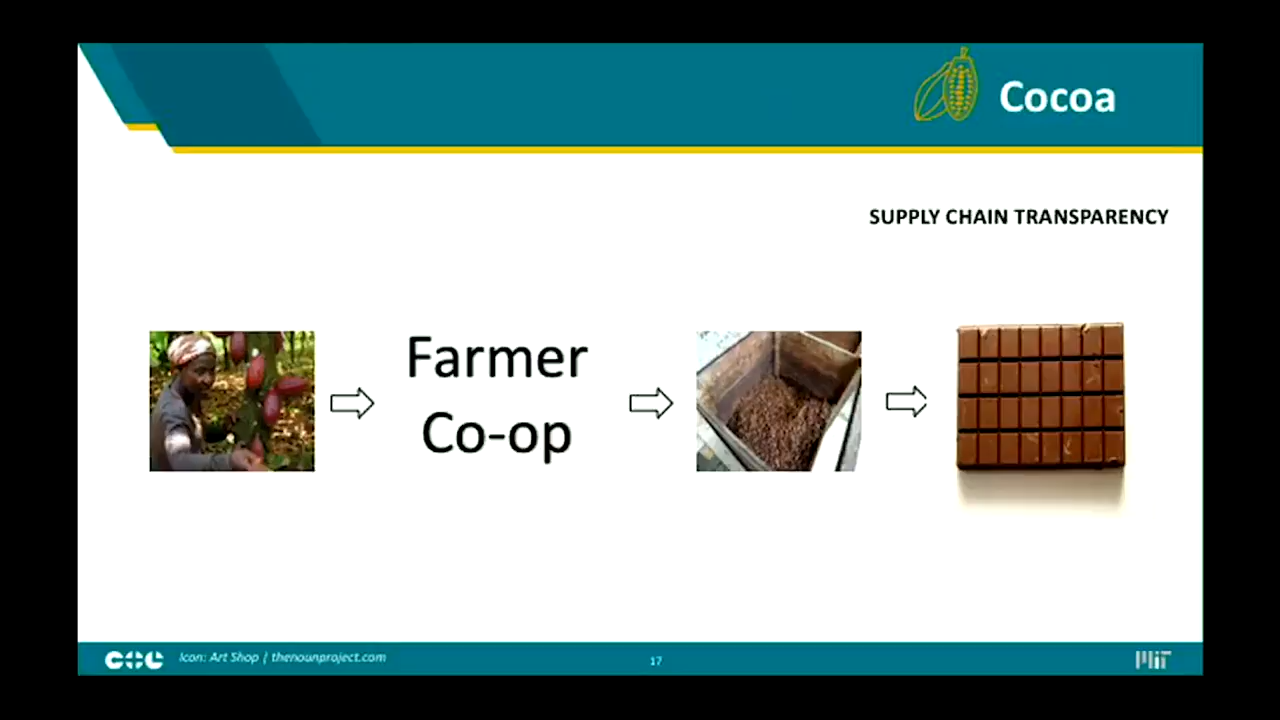 Cocoa
SUPPLY CHAIN TRANSPARENCY
Farmer
Co-op
Icon: Art Shop | thenounproject.com
17
MIT